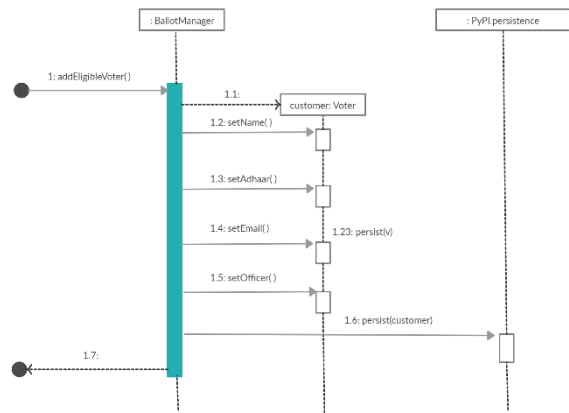 : BallotManager
: PyPI.persistence
1: addEligibleVoter()
1.1:
customer: Voter
1.2: setName( )
1.3: setAdhaar( )
1.4: setEmail( )
1.23: persist(v)
1.5: setOfficer( )
1.6: persist(customer)
1.7: